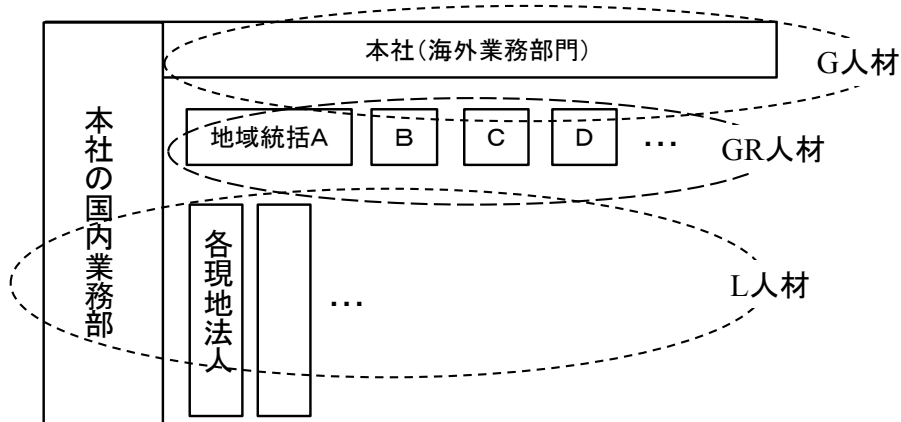 本社(海外業務部門)
G人材
本社の国内業務部
地域統括A
B
C
D
…
GR人材
各現地法人
…
L人材